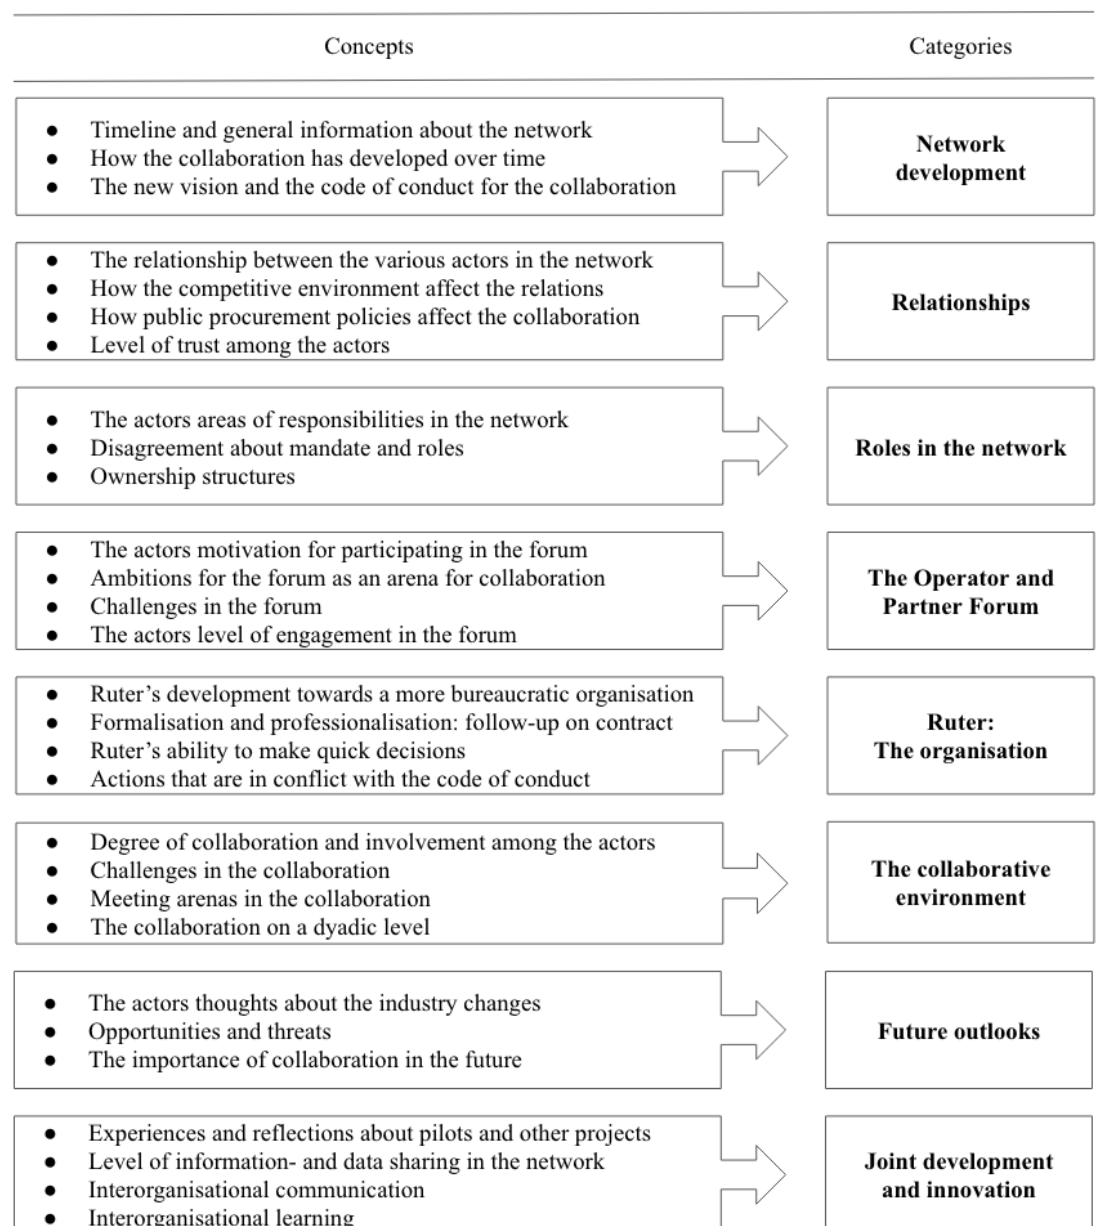 Concepts
Categories
● Timeline and general information about the network
● How the collaboration has developed over time
● The new vision and the code of conduct for the collaboration
Network
development
● The relationship between the various actors in the network
● How the competitive environment affect the relations
● How public procurement policies affect the collaboration
● Level of trust among the actors
Relationships
● The actors areas of responsibilities in the network
● Disagreement about mandate and roles
● Ownership structures
Roles in the network
● The actors motivation for participating in the forum
● Ambitions for the forum as an arena for collaboration
● Challenges in the forum
● The actors level of engagement in the forum
The Operator and
Partner Forum
● Ruter’s development towards a more bureaucratic organisation
● Formalisation and professionalisation: follow-up on contract
● Ruter’s ability to make quick decisions
● Actions that are in conflict with the code of conduct
Ruter:
The organisation
● Degree of collaboration and involvement among the actors
● Challenges in the collaboration
● Meeting arenas in the collaboration
● The collaboration on a dyadic level
The collaborative
environment
● The actors thoughts about the industry changes
● Opportunities and threats
● The importance of collaboration in the future
Future outlooks
● Experiences and reflections about pilots and other projects
● Level of information- and data sharing in the network
● Interorganisational communication
● Interorganisational learning
Joint development
and innovation